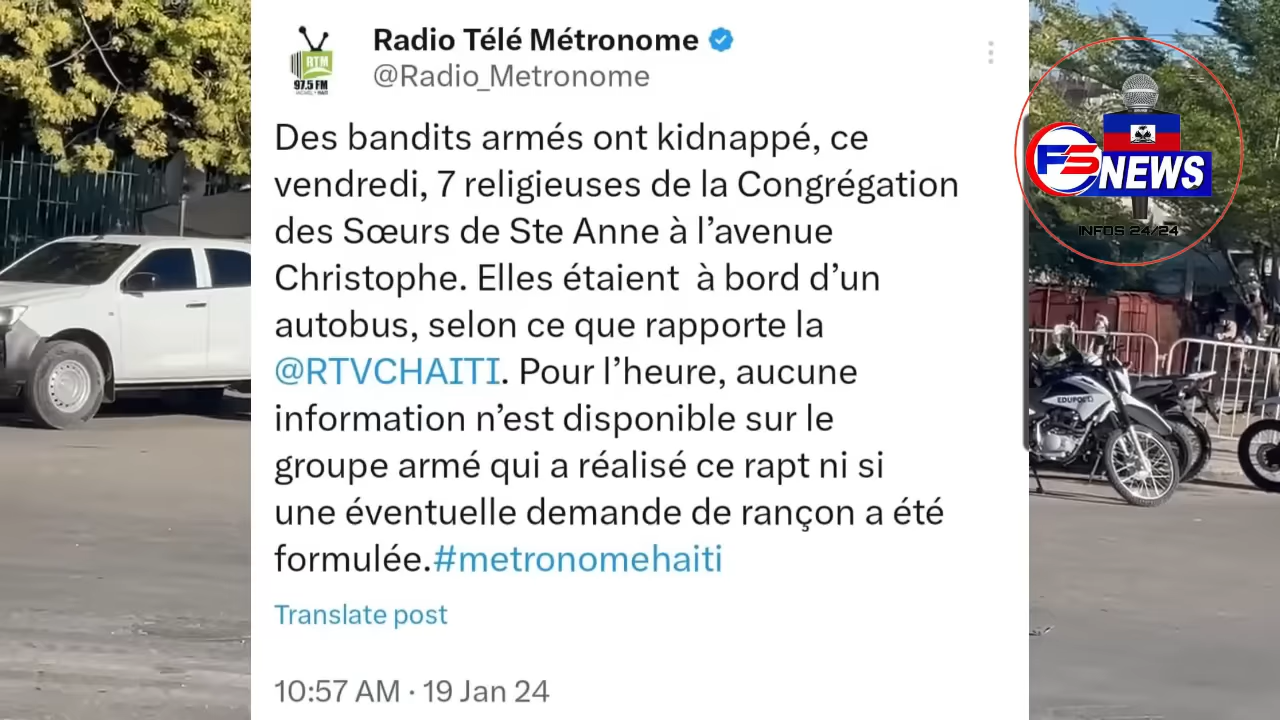 Radio Télé Métronome
@Radio_Metronome
RTM
97.5 FM
Des bandits armés ont kidnappé, ce
vendredi, 7 religieuses de la Congrégation
des Sœurs de Ste Anne à l’avenue
Christophe. Elles étaient à bord d’un
autobus, selon ce que rapporte la
@RTVCHAITI. Pour l’heure, aucune
information n’est disponible sur le
groupe armé qui a réalisé ce rapt ni si
une éventuelle demande de rançon a été
formulée.#metronomehaiti
Translate post
10:57 AM · 19 Jan 24
FS NEWS
INFOS 24/24